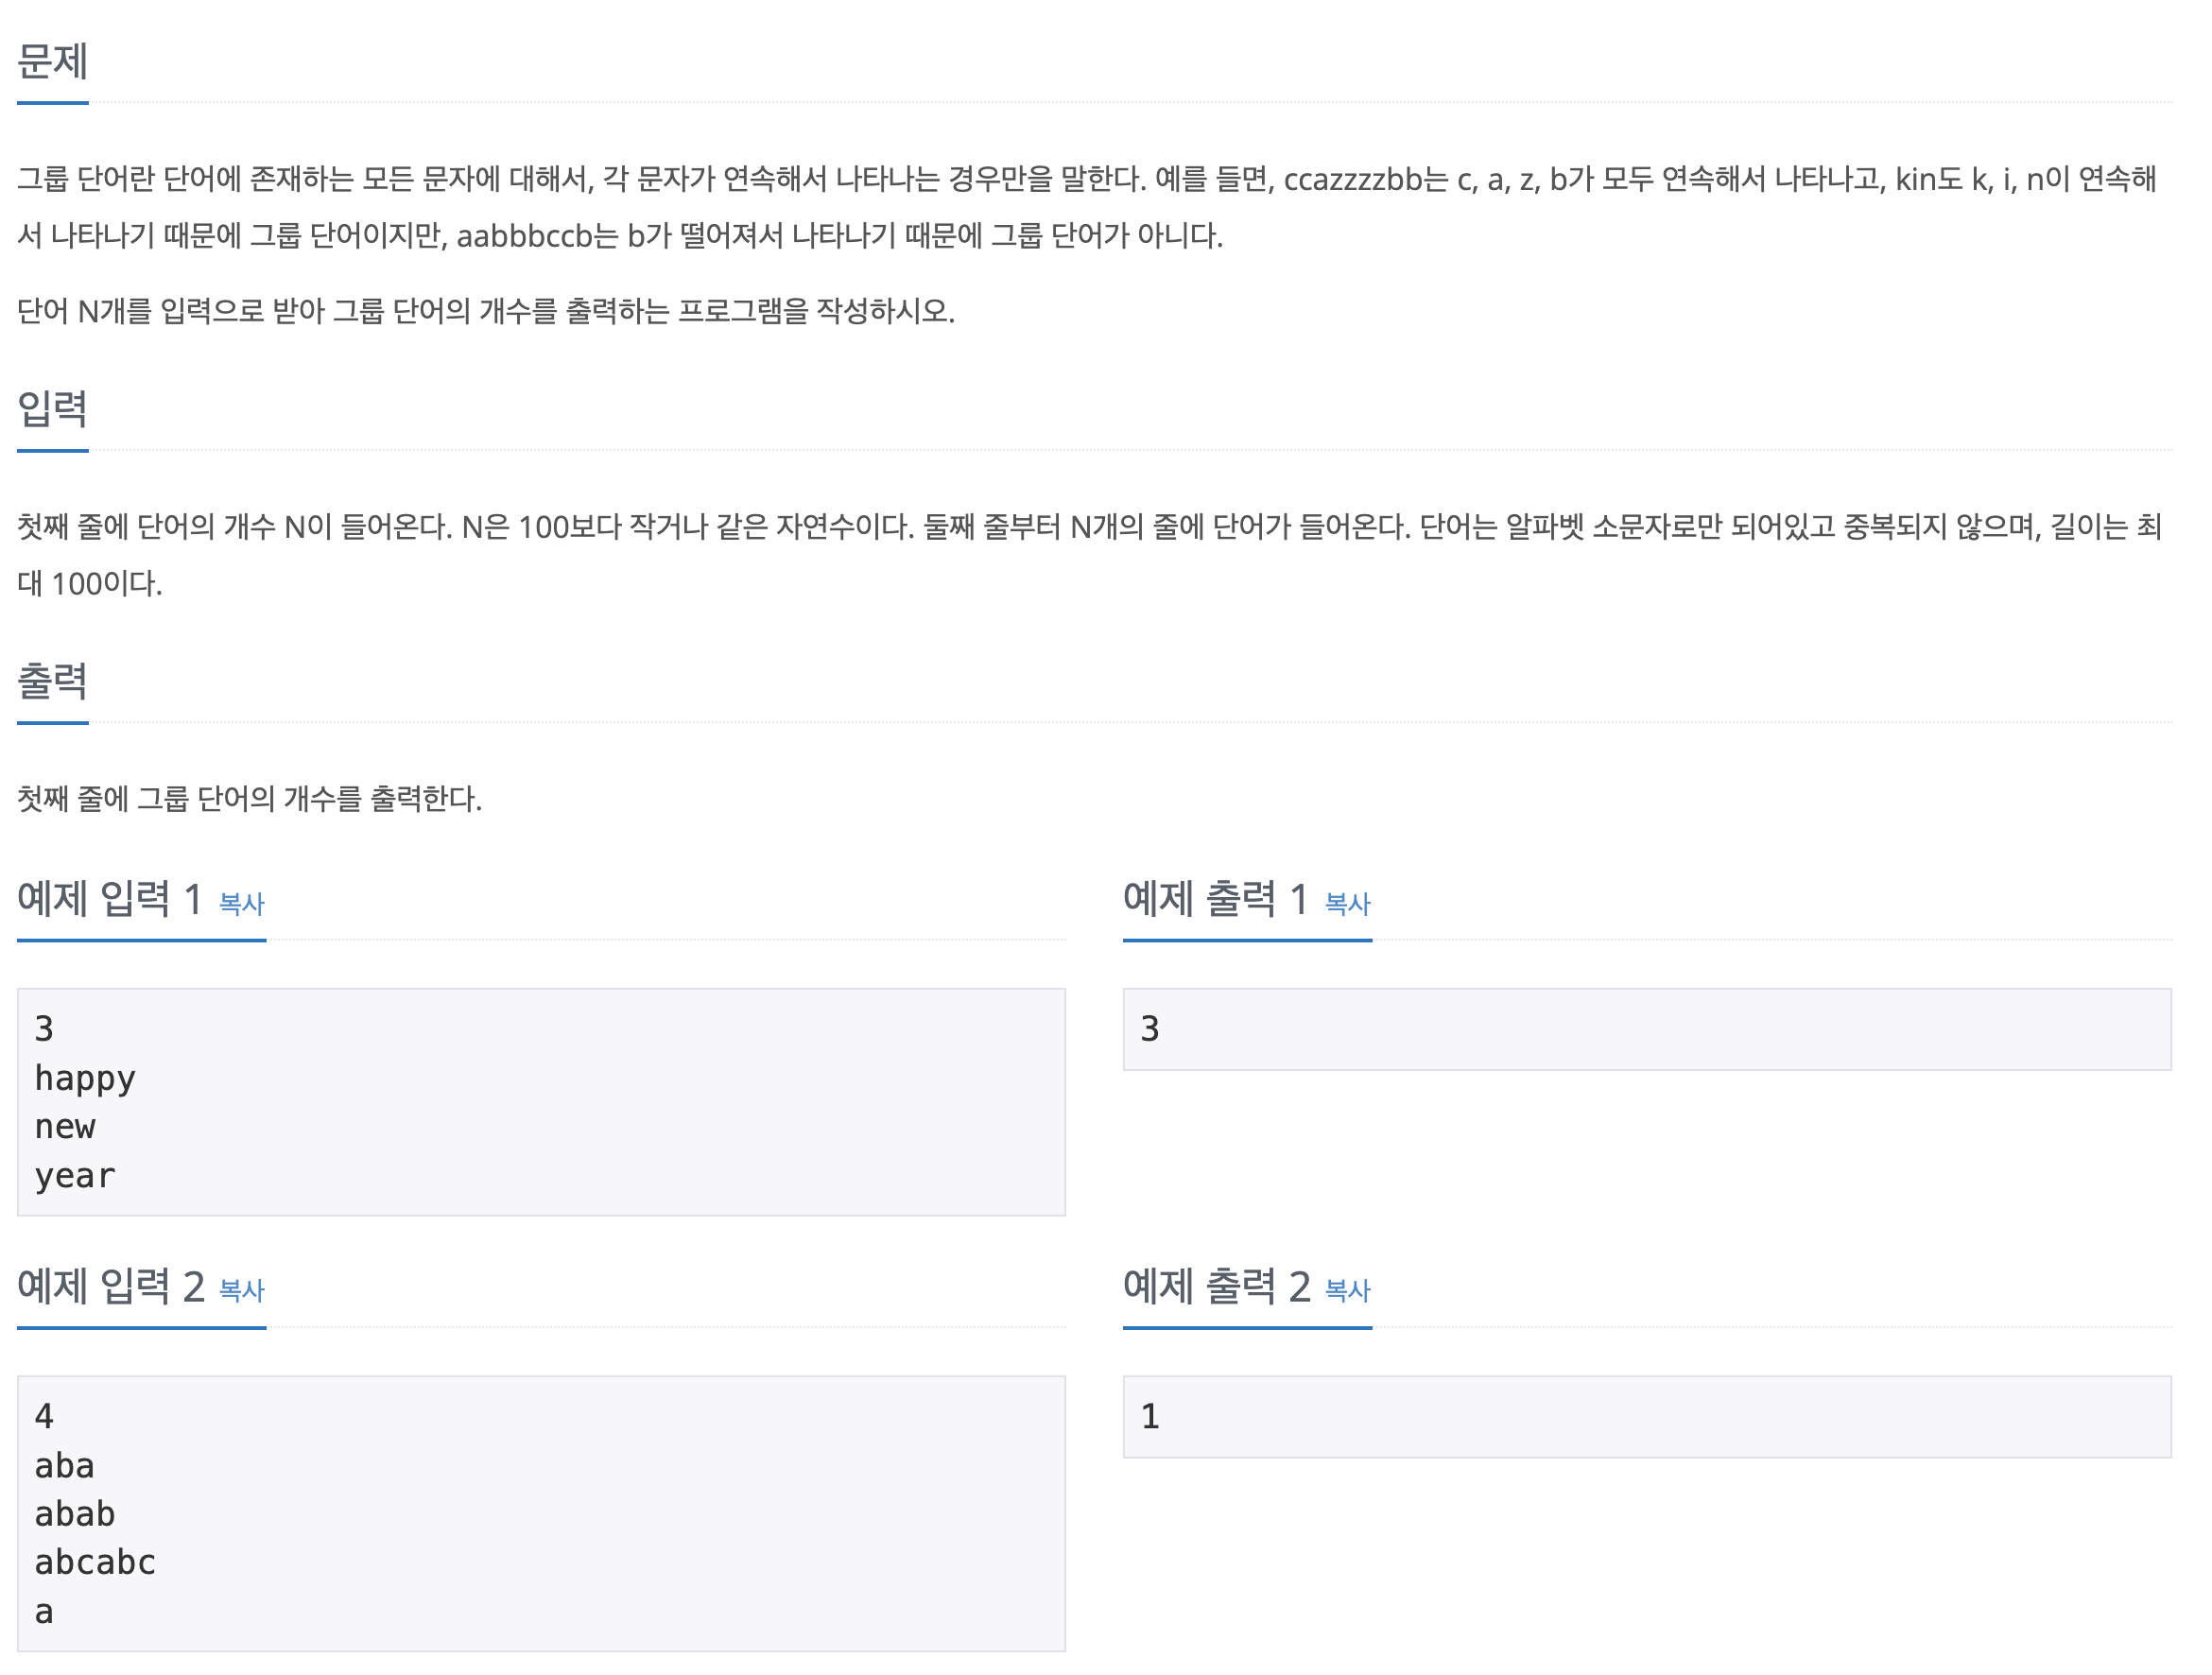 문제
그룹 단어란 단어에 존재하는 모든 문자에 대해서, 각 문자가 연속해서 나타나는 경우만을 말한다. 예를 들면, ccazzzzbb는 c, a, z, b가 모두 연속해서 나타나고, kin도 k, i, n이 연속해
서 나타나기 때문에 그룹 단어이지만, aabbbccb는 b가 떨어져서 나타나기 때문에 그룹 단어가 아니다.
단어 N개를 입력으로 받아 그룹 단어의 개수를 출력하는 프로그램을 작성하시오.
입력
첫째 줄에 단어의 개수 N이 들어온다. N은 100보다 작거나 같은 자연수이다. 둘째 줄부터 N개의 줄에 단어가 들어온다. 단어는 알파벳 소문자로만 되어있고 중복되지 않으며, 길이는 최
대 100이다.
출력
첫째 줄에 그룹 단어의 개수를 출력한다.
예제 입력 1 복사
3
happy
new
year
예제 출력 1 복사
3
예제 입력 2 복사
4
aba
abab
abcabc
a
예제 출력 2 복사
1